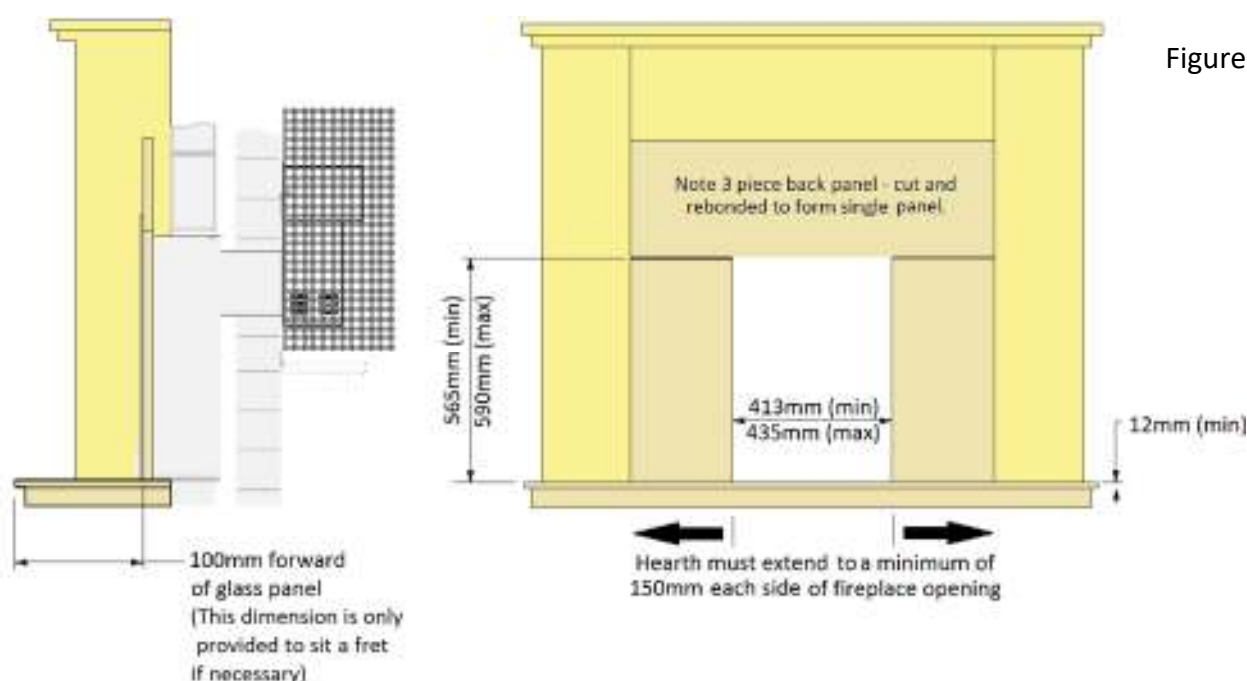 Figure
Note 3 piece back panel - cut and
rebonded to form single panel.
565mm (min)
590mm (max)
413mm (min)
435mm (max)
12mm (min)
100mm forward
of glass panel
(This dimension is only
provided to sit a fret
if necessary)
Hearth must extend to a minimum of
150mm each side of fireplace opening